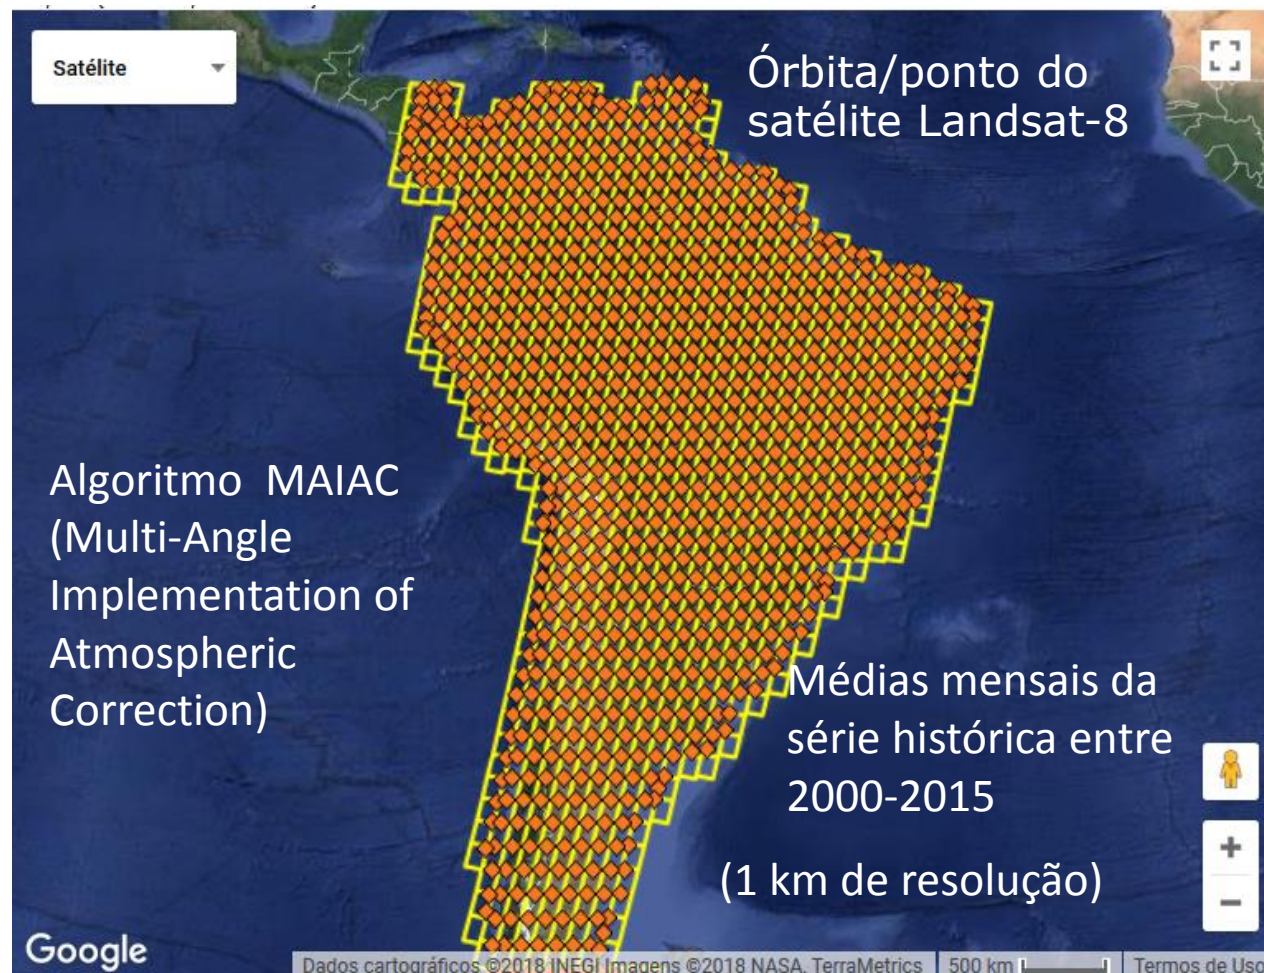 Satélite
Órbita/ponto do
satélite Landsat-8
Algoritmo MAIAC
(Multi-Angle
Implementation of
Atmospheric
Correction)
Médias mensais da
série histórica entre
2000-2015
(1 km de resolução)
+
−
Google
Dados cartográficos ©2018 INEGI Imagens ©2018 NASA, TerraMetrics
500 km
Termos de Uso